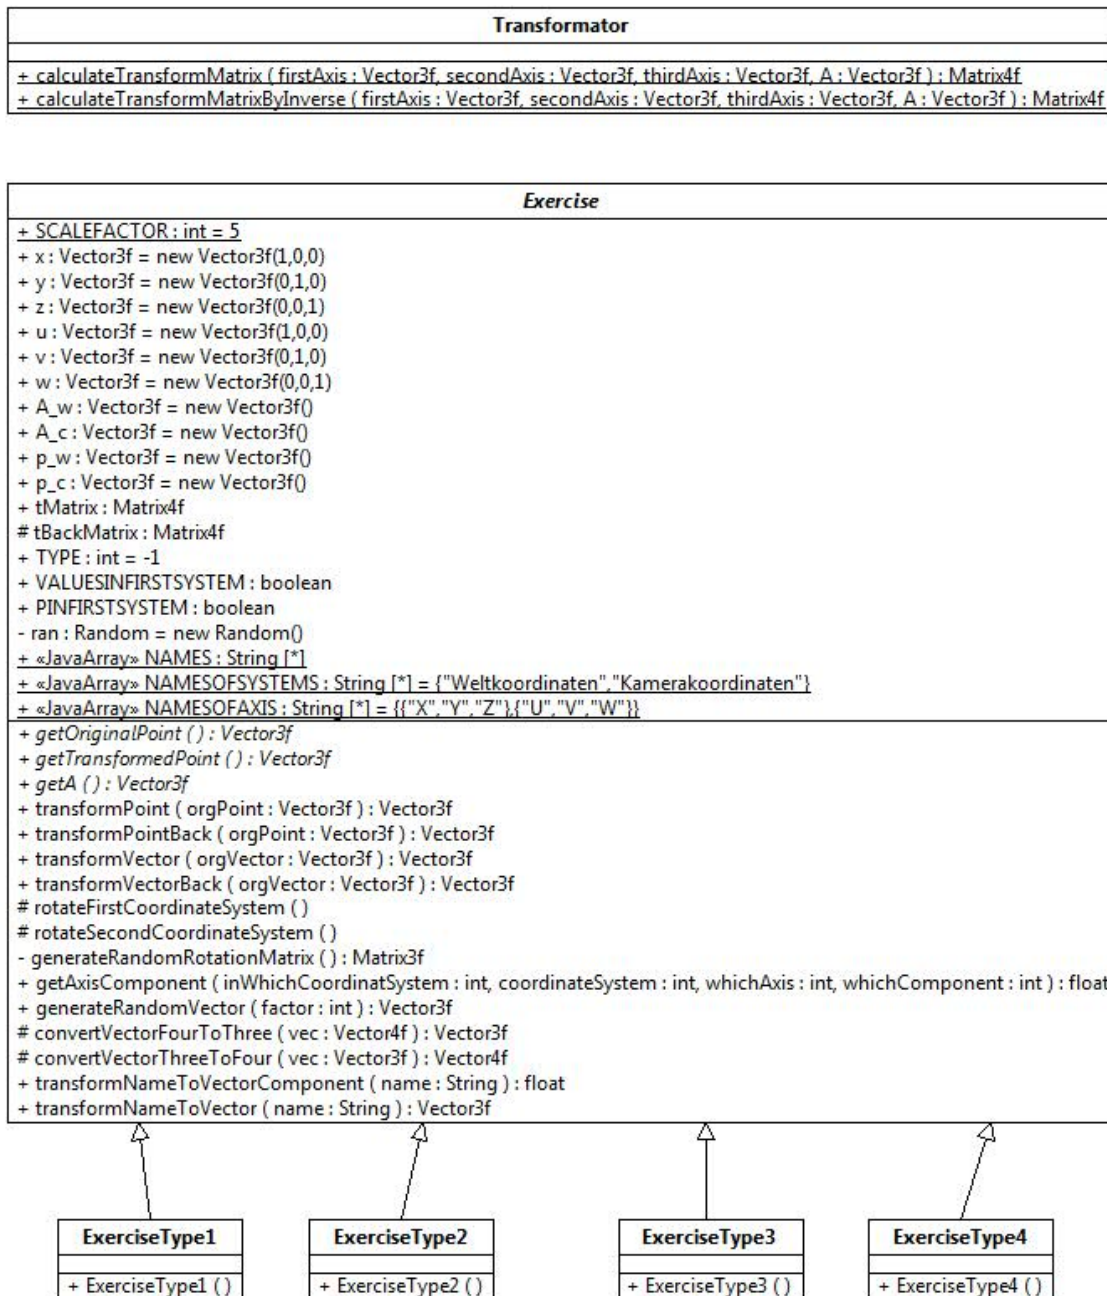 Transformator
+ calculateTransformMatrix ( firstAxis : Vector3f, secondAxis : Vector3f, thirdAxis : Vector3f, A : Vector3f ) : Matrix4f
+ calculateTransformMatrixByInverse ( firstAxis : Vector3f, secondAxis : Vector3f, thirdAxis : Vector3f, A : Vector3f ) : Matrix4f
Exercise
+ SCALEFACTOR : int = 5
+ x : Vector3f = new Vector3f(1,0,0)
+ y : Vector3f = new Vector3f(0,1,0)
+ z : Vector3f = new Vector3f(0,0,1)
+ u : Vector3f = new Vector3f(1,0,0)
+ v : Vector3f = new Vector3f(0,1,0)
+ w : Vector3f = new Vector3f(0,0,1)
+ A_w : Vector3f = new Vector3f()
+ A_c : Vector3f = new Vector3f()
+ p_w : Vector3f = new Vector3f()
+ p_c : Vector3f = new Vector3f()
+ tMatrix : Matrix4f
# tBackMatrix : Matrix4f
+ TYPE : int = -1
+ VALUESINFIRSTSYSTEM : boolean
+ PINFIRSTSYSTEM : boolean
- ran : Random = new Random()
+ «JavaArray» NAMES : String [*]
+ «JavaArray» NAMESOFSYSTEMS : String [*] = {"Weltkoordinaten","Kamerakoordinaten"}
+ «JavaArray» NAMESOFAXIS : String [*] = {{"X","Y","Z"},{"U","V","W"}}
+ getOriginalPoint ( ) : Vector3f
+ getTransformedPoint ( ) : Vector3f
+ getA ( ) : Vector3f
+ transformPoint ( orgPoint : Vector3f ) : Vector3f
+ transformPointBack ( orgPoint : Vector3f ) : Vector3f
+ transformVector ( orgVector : Vector3f ) : Vector3f
+ transformVectorBack ( orgVector : Vector3f ) : Vector3f
# rotateFirstCoordinateSystem ( )
# rotateSecondCoordinateSystem ( )
- generateRandomRotationMatrix ( ) : Matrix3f
+ getAxisComponent ( inWhichCoordinatSystem : int, coordinateSystem : int, whichAxis : int, whichComponent : int ) : float
+ generateRandomVector ( factor : int ) : Vector3f
# convertVectorFourToThree ( vec : Vector4f ) : Vector3f
# convertVectorThreeToFour ( vec : Vector3f ) : Vector4f
+ transformNameToVectorComponent ( name : String ) : float
+ transformNameToVector ( name : String ) : Vector3f
ExerciseType1 ExerciseType2 ExerciseType3 ExerciseType4
+ ExerciseType1 ( ) + ExerciseType2 ( ) + ExerciseType3 ( ) + ExerciseType4 ( )